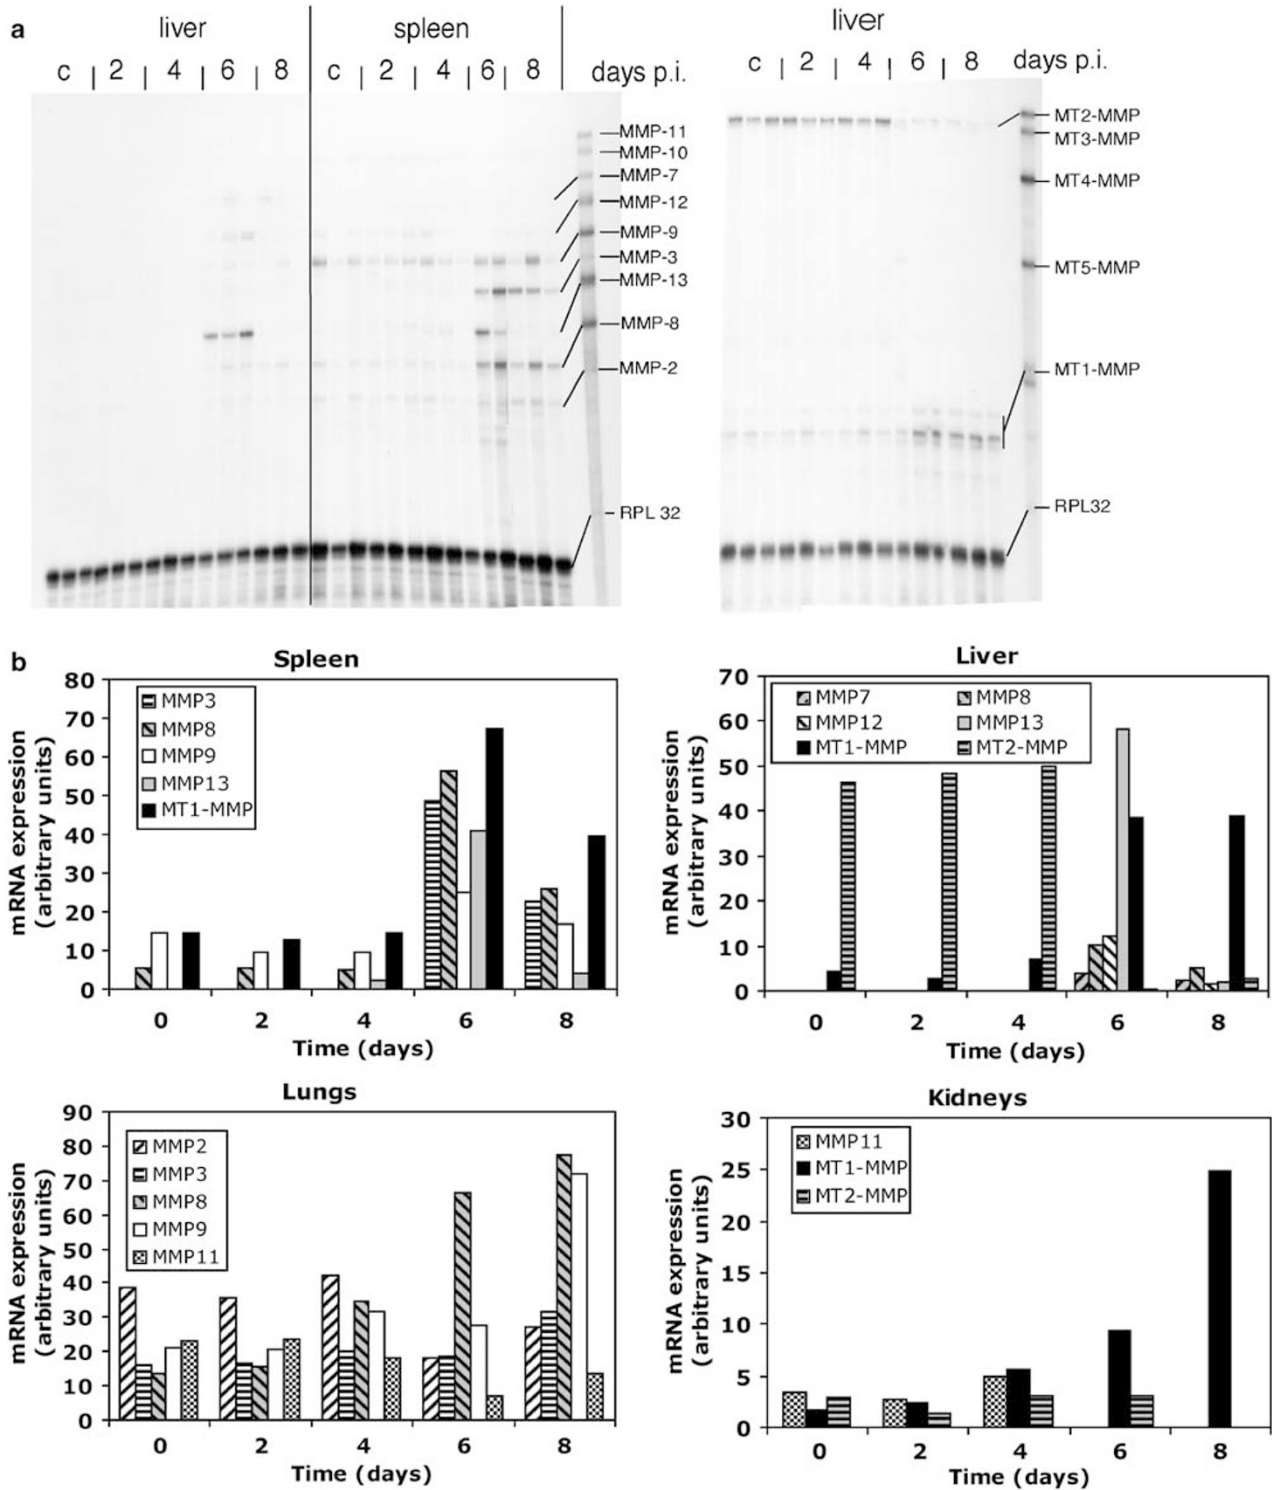 a
liver
spleen
c | 2 | 4 | 6 | 8
c | 2 | 4 | 6 | 8
days p.i.
MMP-11
MMP-10
MMP-7
MMP-12
MMP-9
MMP-3
MMP-13
MMP-8
MMP-2
RPL 32
liver
c | 2 | 4 | 6 | 8
days p.i.
MT2-MMP
MT3-MMP
MT4-MMP
MT5-MMP
MT1-MMP
RPL32
b
Spleen
mRNA expression
(arbitrary units)
80
70
60
50
40
30
20
10
0
MMP3
MMP8
MMP9
MMP13
MT1-MMP
0 2 4 6 8
Time (days)
Liver
mRNA expression
(arbitrary units)
70
60
50
40
30
20
10
0
MMP7 MMP8
MMP12 MMP13
MT1-MMP MT2-MMP
0 2 4 6 8
Time (days)
Lungs
mRNA expression
(arbitrary units)
90
80
70
60
50
40
30
20
10
0
MMP2
MMP3
MMP8
MMP9
MMP11
0 2 4 6 8
Time (days)
Kidneys
mRNA expression
(arbitrary units)
30
25
20
15
10
5
0
MMP11
MT1-MMP
MT2-MMP
0 2 4 6 8
Time (days)